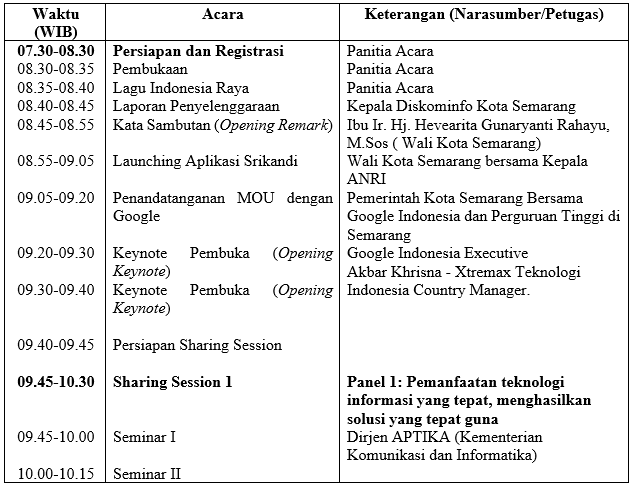 Waktu (WIB) Acara Keterangan (Narasumber/Petugas)
07.30-08.30 Persiapan dan Registrasi Panitia Acara
08.30-08.35 Pembukaan Panitia Acara
08.35-08.40 Lagu Indonesia Raya Panitia Acara
08.40-08.45 Laporan Penyelenggaraan Kepala Diskominfo Kota Semarang
08.45-08.55 Kata Sambutan (Opening Remark) Ibu Ir. Hj. Hevearita Gunaryanti Rahayu,
M.Sos ( Wali Kota Semarang)
08.55-09.05 Launching Aplikasi Srikandi Wali Kota Semarang bersama Kepala
ANRI
09.05-09.20 Penandatanganan MOU dengan Pemerintah Kota Semarang Bersama
Google Google Indonesia dan Perguruan Tinggi di
Semarang
09.20-09.30 Keynote Pembuka (Opening Google Indonesia Executive
Keynote) Akbar Khrisna - Xtremax Teknologi
09.30-09.40 Keynote Pembuka (Opening Indonesia Country Manager.
Keynote)
09.40-09.45 Persiapan Sharing Session
09.45-10.30 Sharing Session 1 Panel 1: Pemanfaatan teknologi
informasi yang tepat, menghasilkan
solusi yang tepat guna
09.45-10.00 Seminar I Dirjen APTIKA (Kementerian
Komunikasi dan Informatika)
10.00-10.15 Seminar II